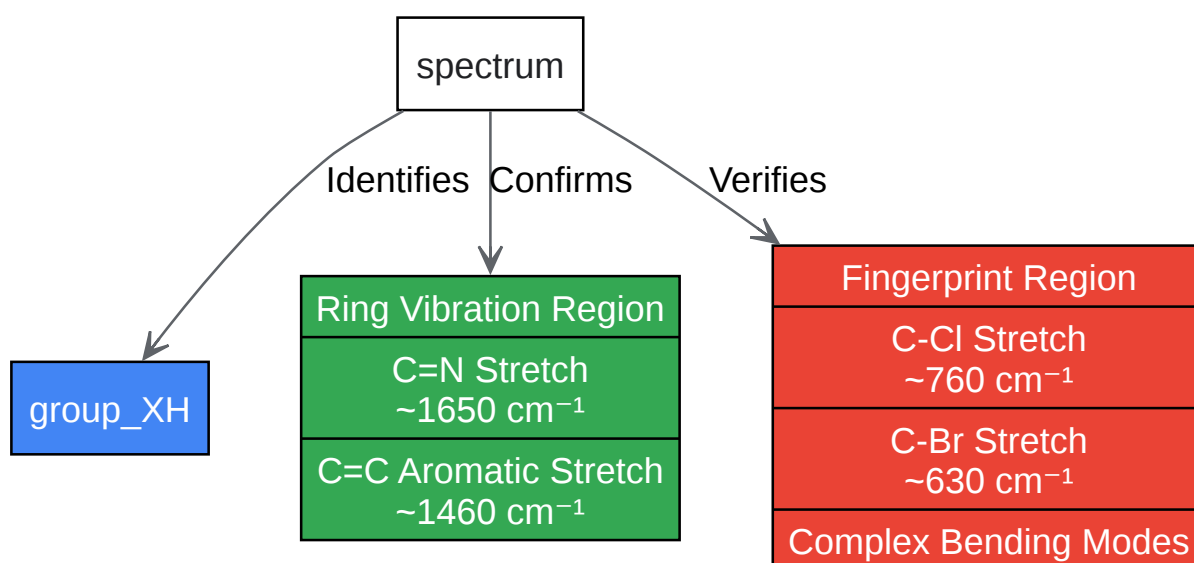 spectrum
Identifies
Confirms
Verifies
group_XH
Ring Vibration Region
C=N Stretch
~1650 cm⁻¹
C=C Aromatic Stretch
~1460 cm⁻¹
Fingerprint Region
C-Cl Stretch
~760 cm⁻¹
C-Br Stretch
~630 cm⁻¹
Complex Bending Modes